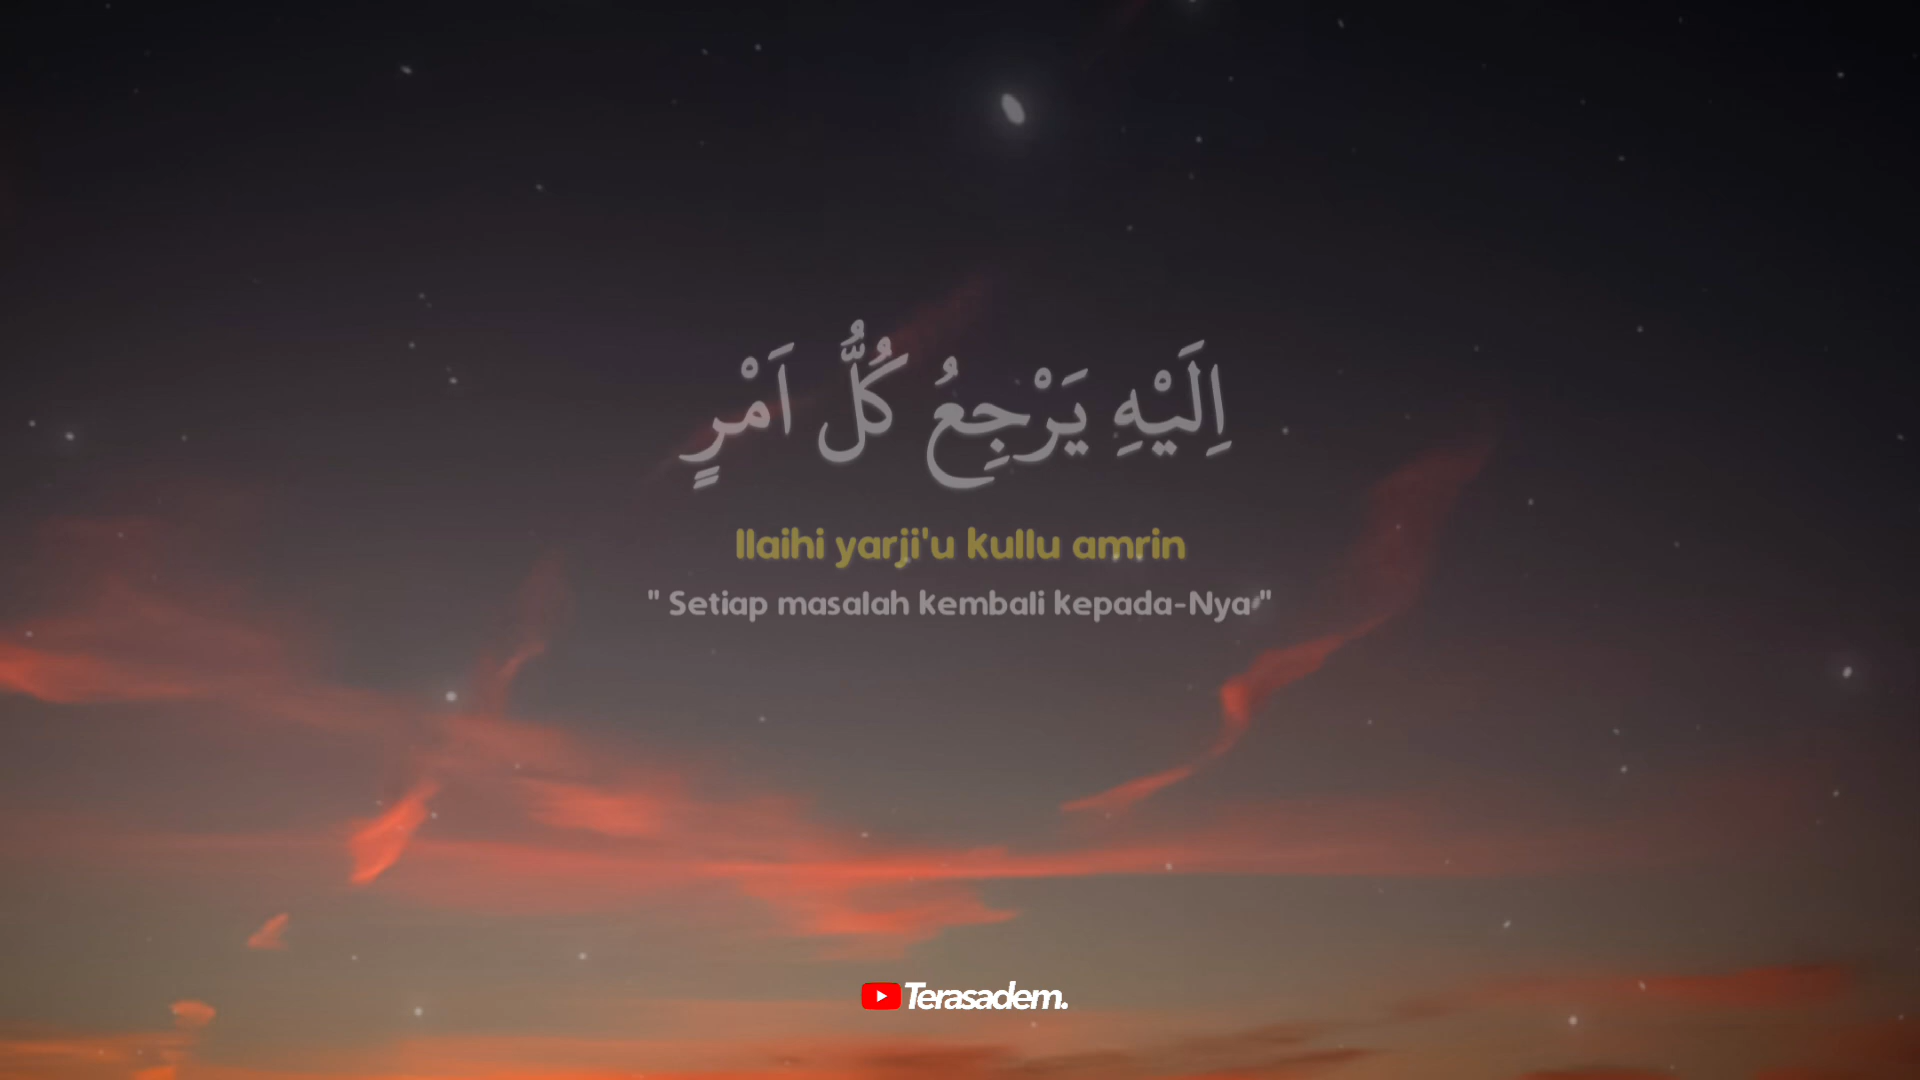 اِلَيْهِ يَرْجِعُ كُلُّ اَمْرٍ
Ilaihi yarji'u kullu amrin
" Setiap masalah kembali kepada-Nya "
Terasadem.